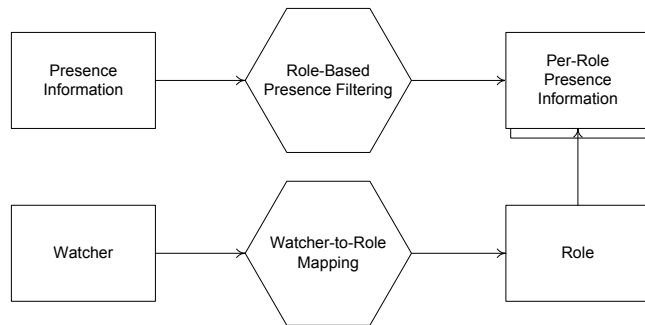 Presence
Information
Role-Based
Presence Filtering
Per-Role
Presence
Information
Watcher
Watcher-to-Role
Mapping
Role